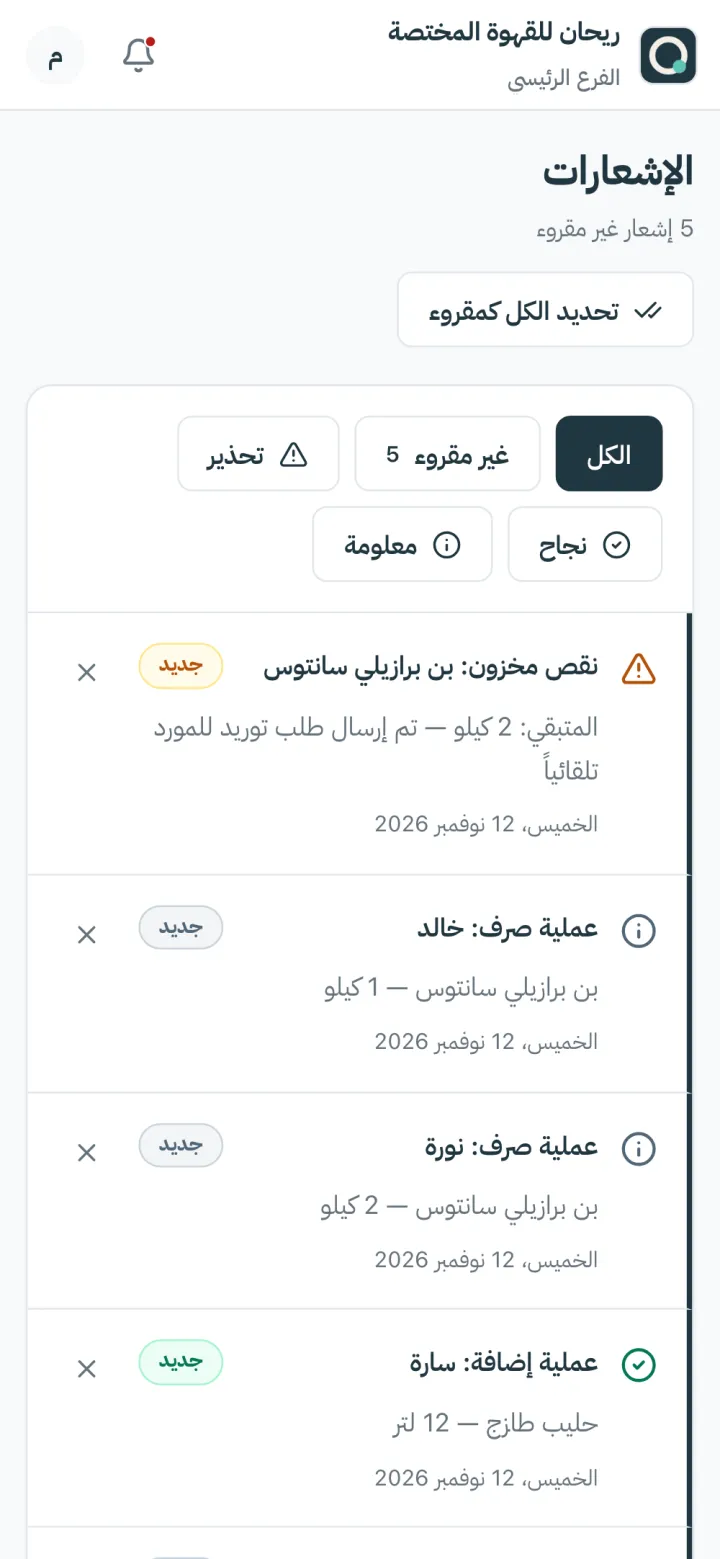 ريحان للقهوة المختصة
الفرع الرئيسي
م
الإشعارات
5 إشعار غير مقروء
تحديد الكل كمقروء
الكل
غير مقروء 5
تحذير
نجاح
معلومة
نقص مخزون: بن برازيلي سانتوس
جديد
المتبقي: 2 كيلو — تم إرسال طلب توريد للمورد
تلقائياً
الخميس، 12 نوفمبر 2026
عملية صرف: خالد
جديد
بن برازيلي سانتوس — 1 كيلو
الخميس، 12 نوفمبر 2026
عملية صرف: نورة
جديد
بن برازيلي سانتوس — 2 كيلو
الخميس، 12 نوفمبر 2026
عملية إضافة: سارة
جديد
حليب طازج — 12 لتر
الخميس، 12 نوفمبر 2026